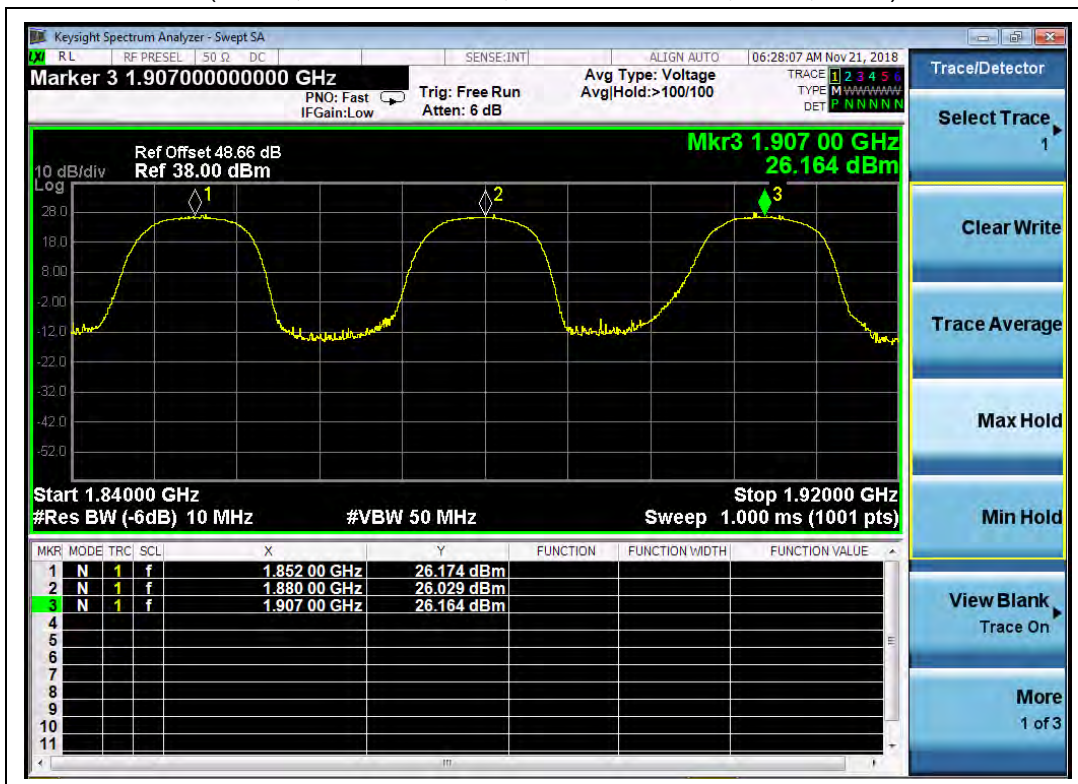 Keysight Spectrum Analyzer - Swept SA
LXI RL RF PRESEL 50 Ω DC SENSE:INT ALIGN AUTO 06:28:07 AM Nov 21, 2018
Marker 3 1.907000000000 GHz
PNO: Fast
IFGain:Low
Trig: Free Run
Atten: 6 dB
Avg Type: Voltage
Avg|Hold:>100/100
TRACE 1 2 3 4 5 6
TYPE M WWWWW
DET P N N N N N
Mkr3 1.907 00 GHz
26.164 dBm
Ref Offset 48.66 dB
10 dB/div Ref 38.00 dBm
Log
1
2
3
28.0
18.0
8.00
-2.00
-12.0
-22.0
-32.0
-42.0
-52.0
Start 1.84000 GHz Stop 1.92000 GHz
#Res BW (-6dB) 10 MHz #VBW 50 MHz Sweep 1.000 ms (1001 pts)
MKR MODE TRC SCL X Y FUNCTION FUNCTION WIDTH FUNCTION VALUE
1 N 1 f 1.852 00 GHz 26.174 dBm
2 N 1 f 1.880 00 GHz 26.029 dBm
3 N 1 f 1.907 00 GHz 26.164 dBm
4
5
6
7
8
9
10
11
Trace/Detector
Select Trace
1
Clear Write
Trace Average
Max Hold
Min Hold
View Blank
Trace On
More
1 of 3